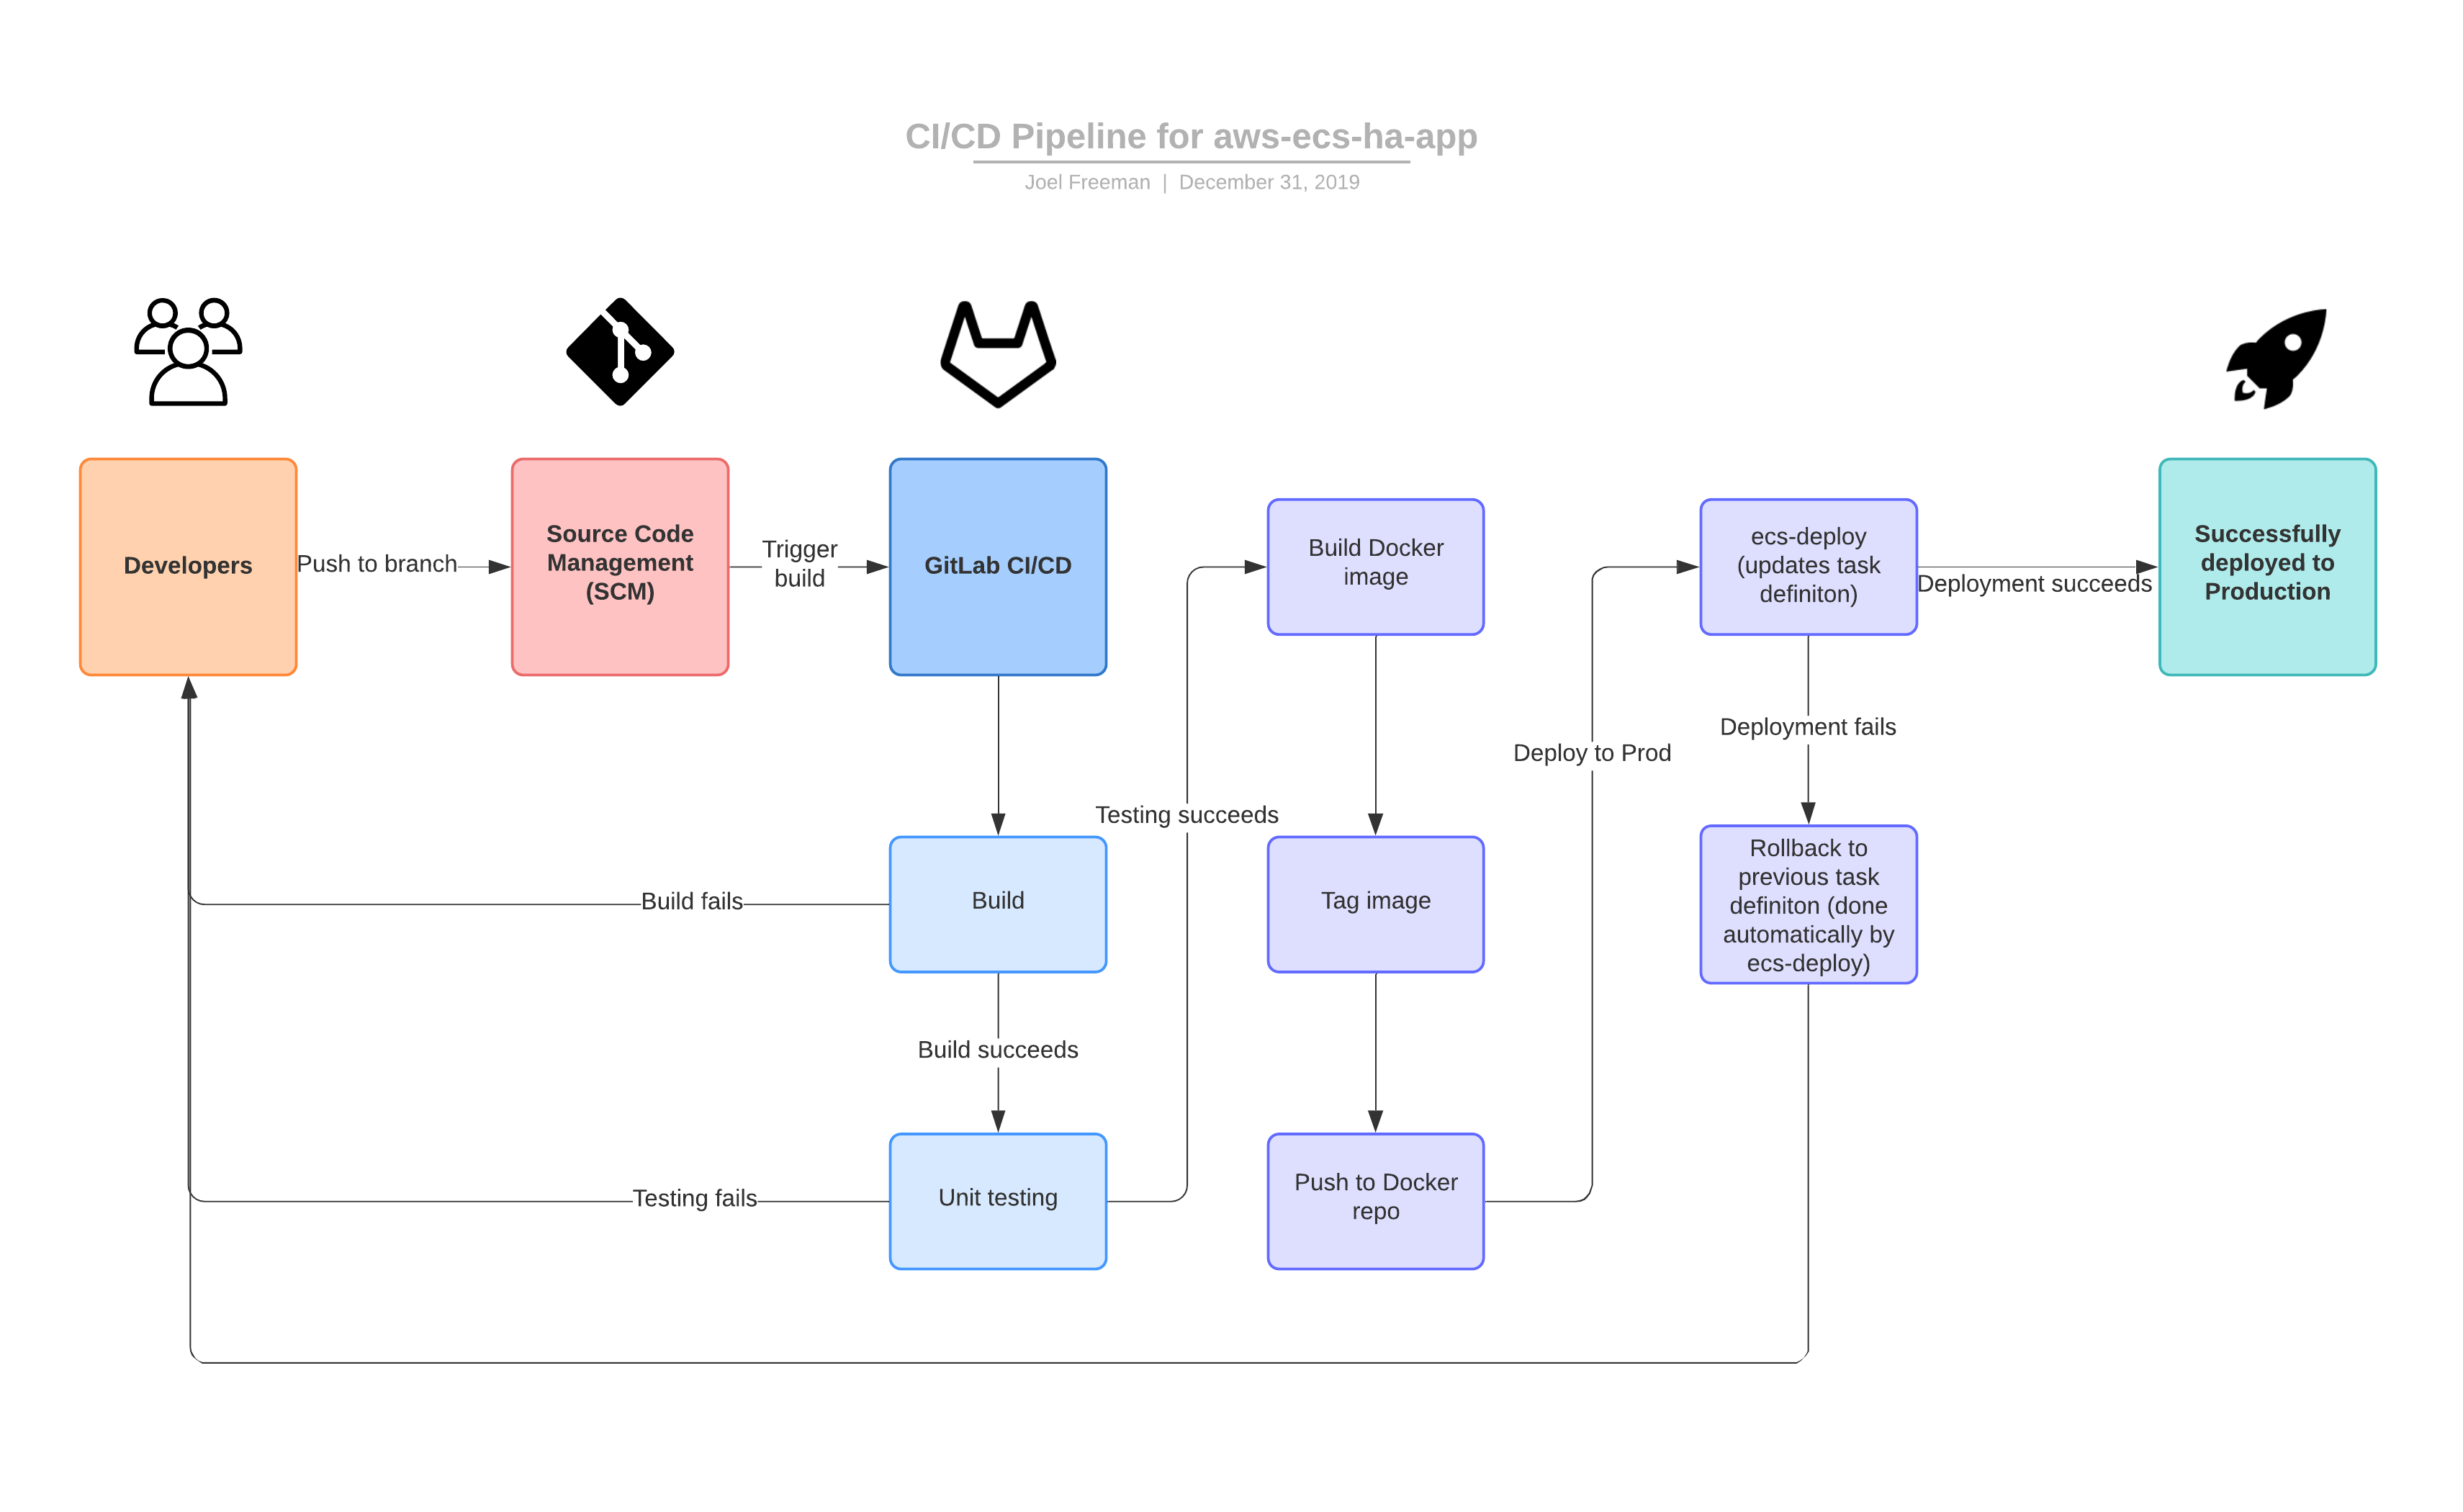 CI/CD Pipeline for aws-ecs-ha-app
Joel Freeman | December 31, 2019
Developers
Push to branch
Source Code
Management
(SCM)
Trigger
build
GitLab CI/CD
Build Docker
image
ecs-deploy
(updates task
definiton)
Deployment succeeds
Successfully
deployed to
Production
Deployment fails
Deploy to Prod
Testing succeeds
Build fails
Build
Tag image
Rollback to
previous task
definiton (done
automatically by
ecs-deploy)
Build succeeds
Testing fails
Unit testing
Push to Docker
repo